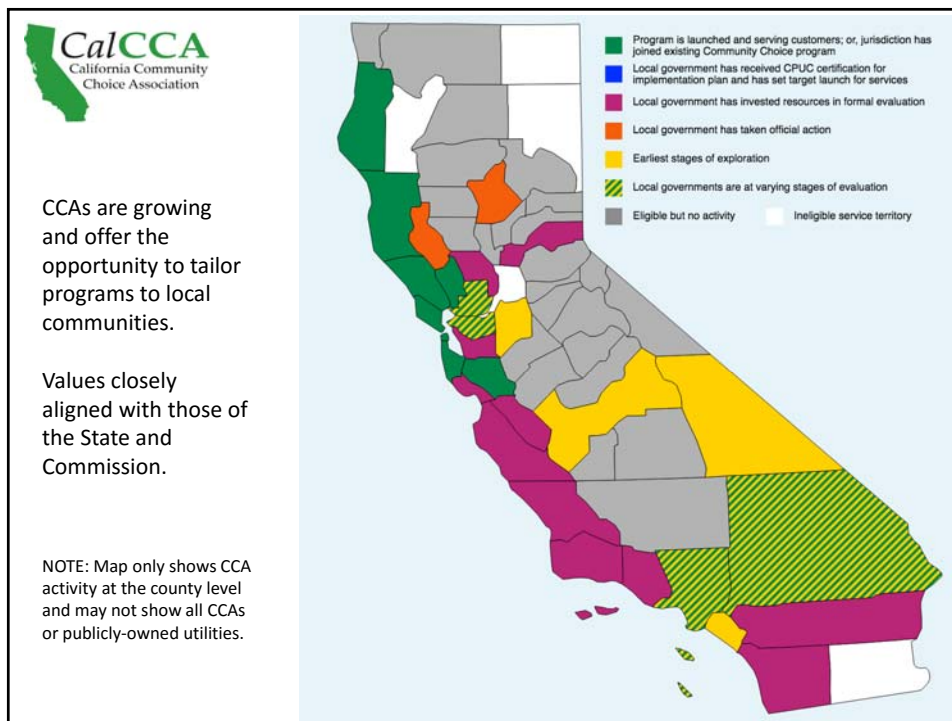 CalCCA
California Community
Choice Association
CCAs are growing
and offer the
opportunity to tailor
programs to local
communities.
Values closely
aligned with those of
the State and
Commission.
NOTE: Map only shows CCA
activity at the county level
and may not show all CCAs
or publicly-owned utilities.
Program is launched and serving customers; or, jurisdiction has
joined existing Community Choice program
Local government has received CPUC certification for
implementation plan and has set target launch for services
Local government has invested resources in formal evaluation
Local government has taken official action
Earliest stages of exploration
Local governments are at varying stages of evaluation
Eligible but no activity
Ineligible service territory